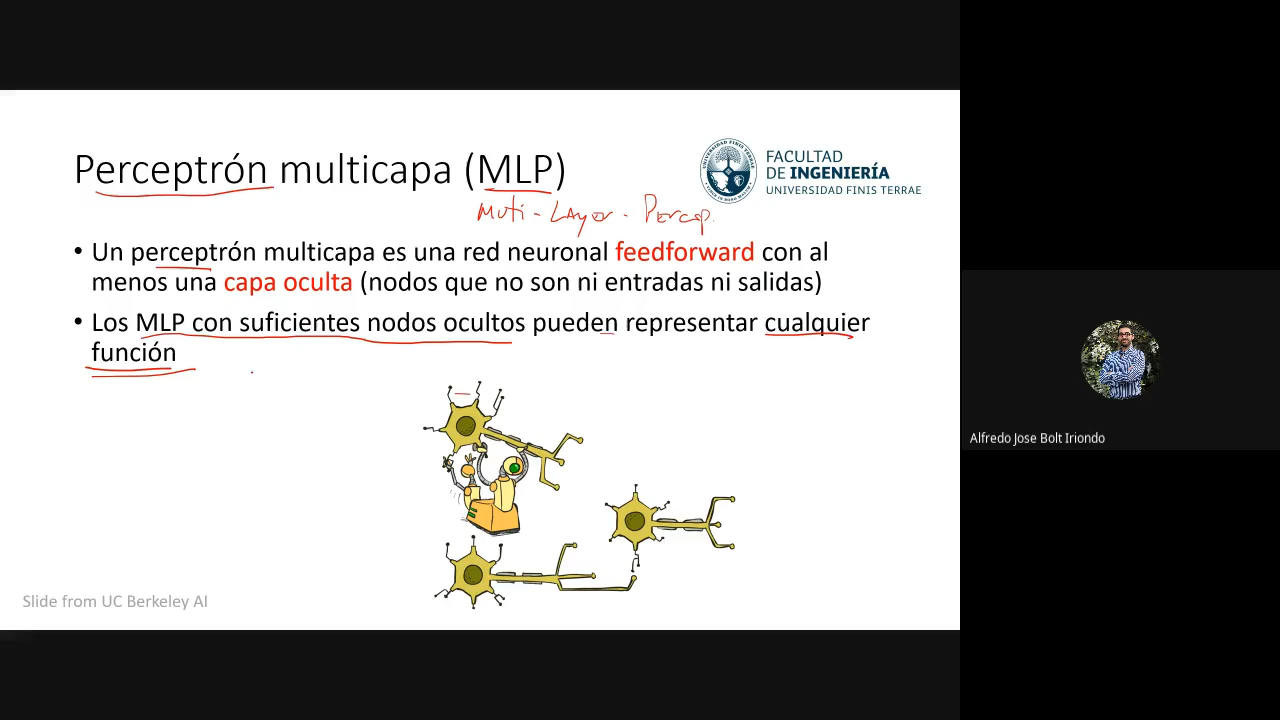 Perceptrón multicapa (MLP)
FACULTAD
DE INGENIERÍA
UNIVERSIDAD FINIS TERRAE
Muti - Layer - Percep.
• Un perceptrón multicapa es una red neuronal feedforward con al
menos una capa oculta (nodos que no son ni entradas ni salidas)
• Los MLP con suficientes nodos ocultos pueden representar cualquier
función
Alfredo Jose Bolt Iriondo
Slide from UC Berkeley AI